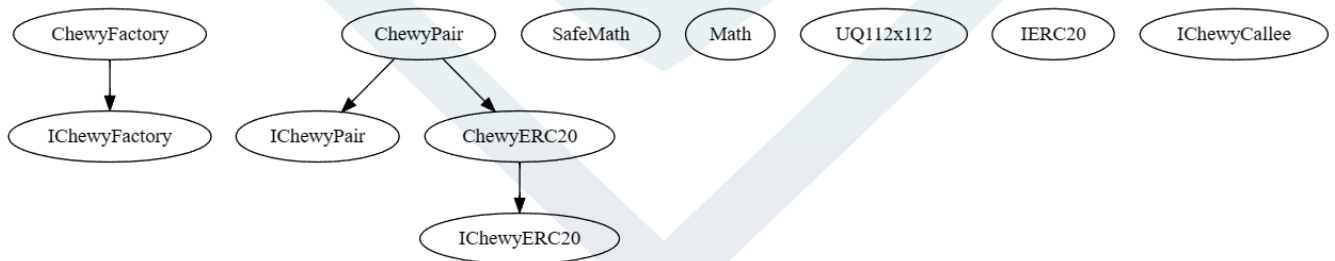 ChewyFactory ChewyPair SafeMath Math UQ112x112 IERC20 IChewyCallee
IChewyFactory IChewyPair ChewyERC20
IChewyERC20